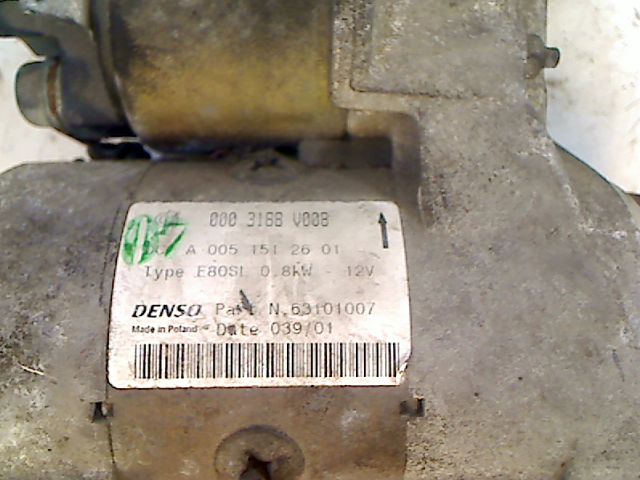 000 3188 V008
A 005 151 26 01
Type E80SL 0.8kW - 12V
DENSO Part N.63101007
Made in Poland Date 039/01